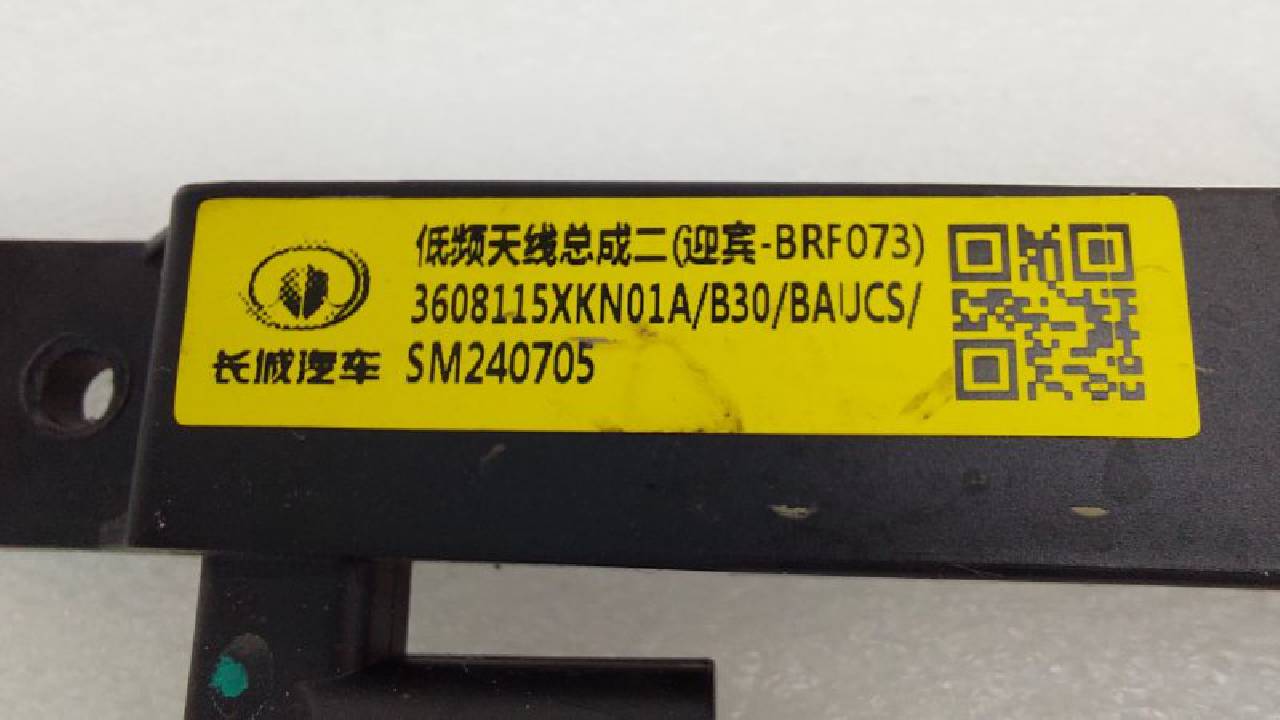 低频天线总成二(迎宾-BRF073)
3608115XKN01A/B30/BAUCS/
长城汽车 SM240705